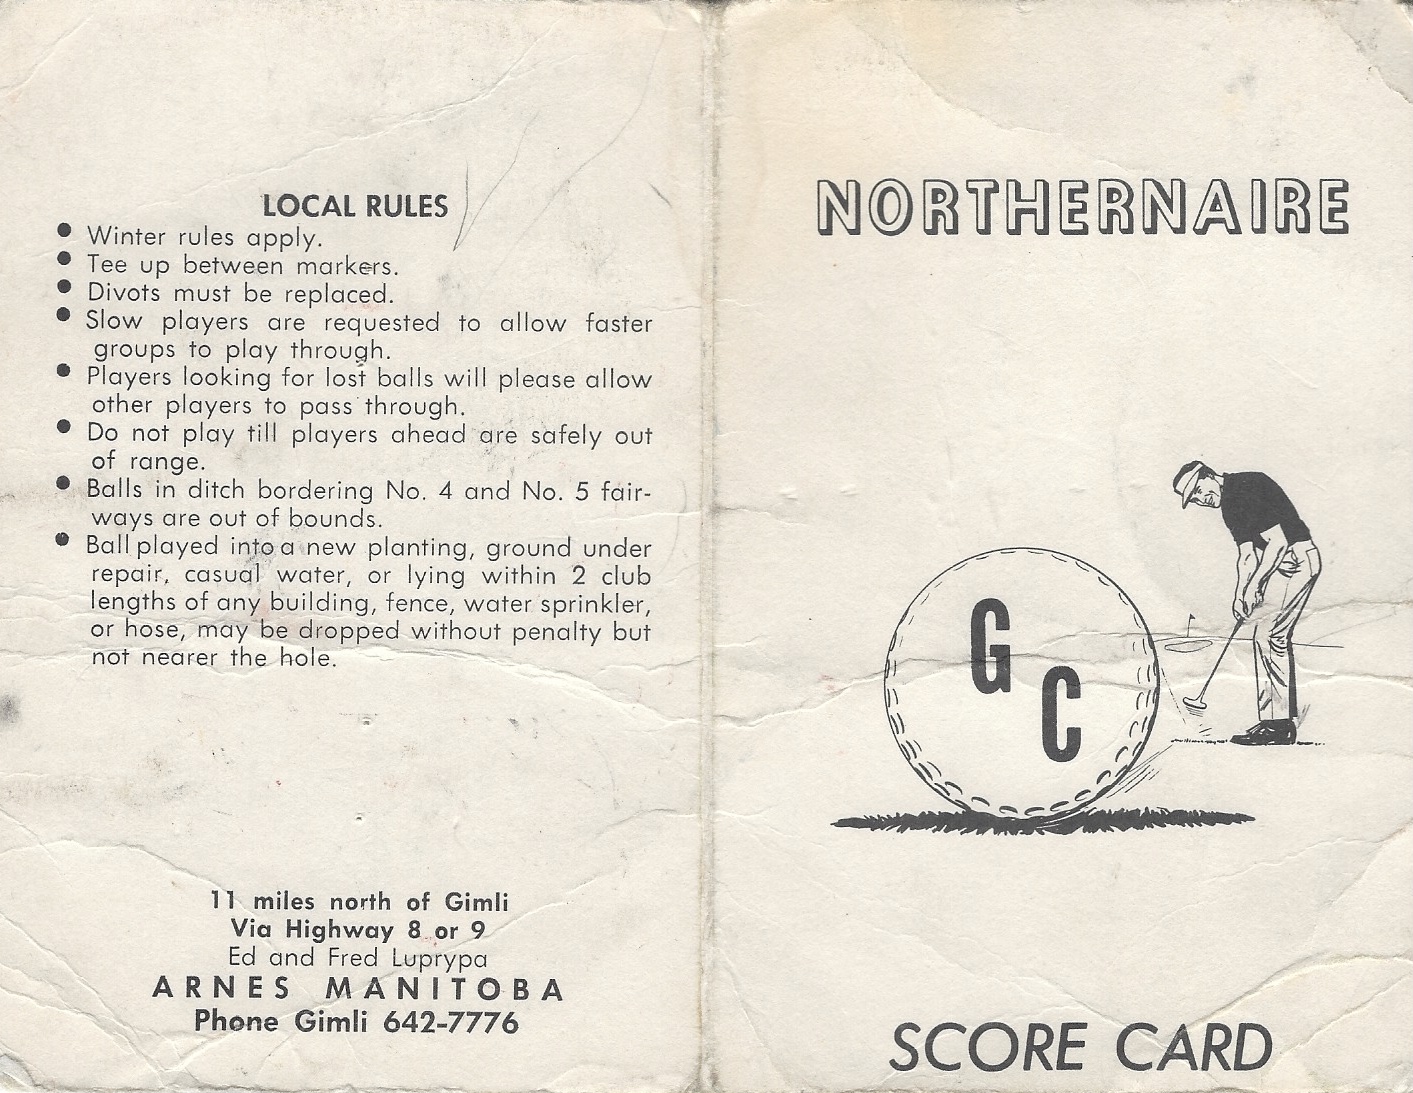 LOCAL RULES
• Winter rules apply.
• Tee up between markers.
• Divots must be replaced.
• Slow players are requested to allow faster
groups to play through.
• Players looking for lost balls will please allow
other players to pass through.
• Do not play till players ahead are safely out
of range.
• Balls in ditch bordering No. 4 and No. 5 fair-
ways are out of bounds.
• Ball played into a new planting, ground under
repair, casual water, or lying within 2 club
lengths of any building, fence, water sprinkler,
or hose, may be dropped without penalty but
not nearer the hole.
11 miles north of Gimli
Via Highway 8 or 9
Ed and Fred Luprypa
ARNES MANITOBA
Phone Gimli 642-7776
NORTHERNAIRE
G
C
SCORE CARD